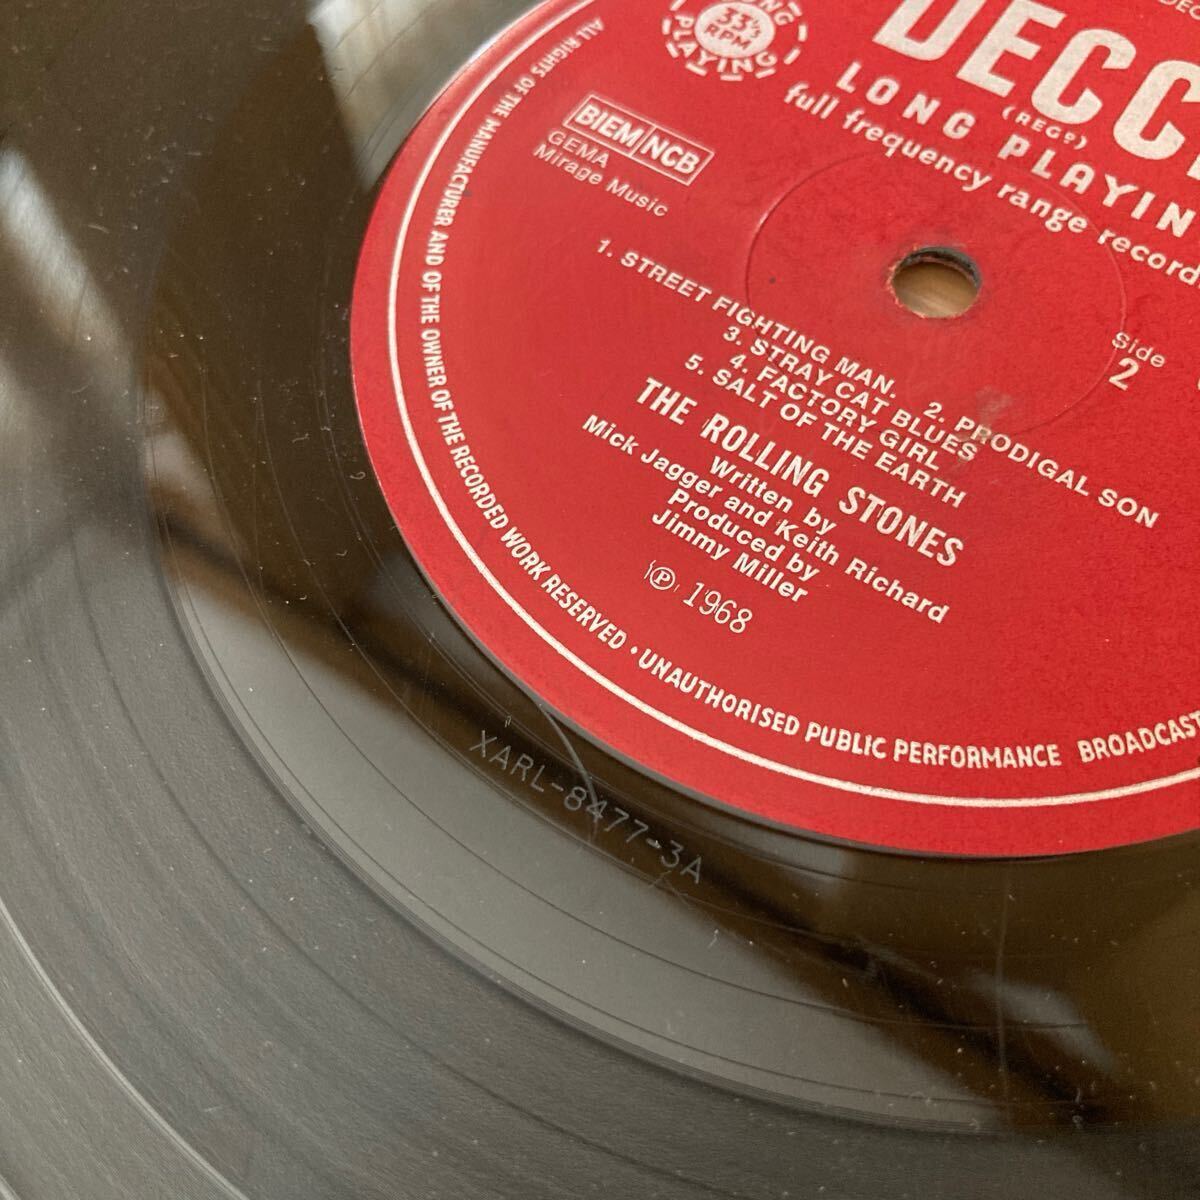 LONG
33⅓
RPM
PLAYING
DECC
(REGD)
LONG PLAYIN
full frequency range record
BIEM/NCB
GEMA
Mirage Music
Side
2
1. STREET FIGHTING MAN. 2. PRODIGAL SON
3. STRAY CAT BLUES
4. FACTORY GIRL
5. SALT OF THE EARTH
THE ROLLING STONES
Written by
Mick Jagger and Keith Richard
Produced by
Jimmy Miller
Ⓟ 1968
ALL RIGHTS OF THE MANUFACTURER AND OF THE OWNER OF THE RECORDED WORK RESERVED · UNAUTHORISED PUBLIC PERFORMANCE BROADCAST
XARL-8477-3A